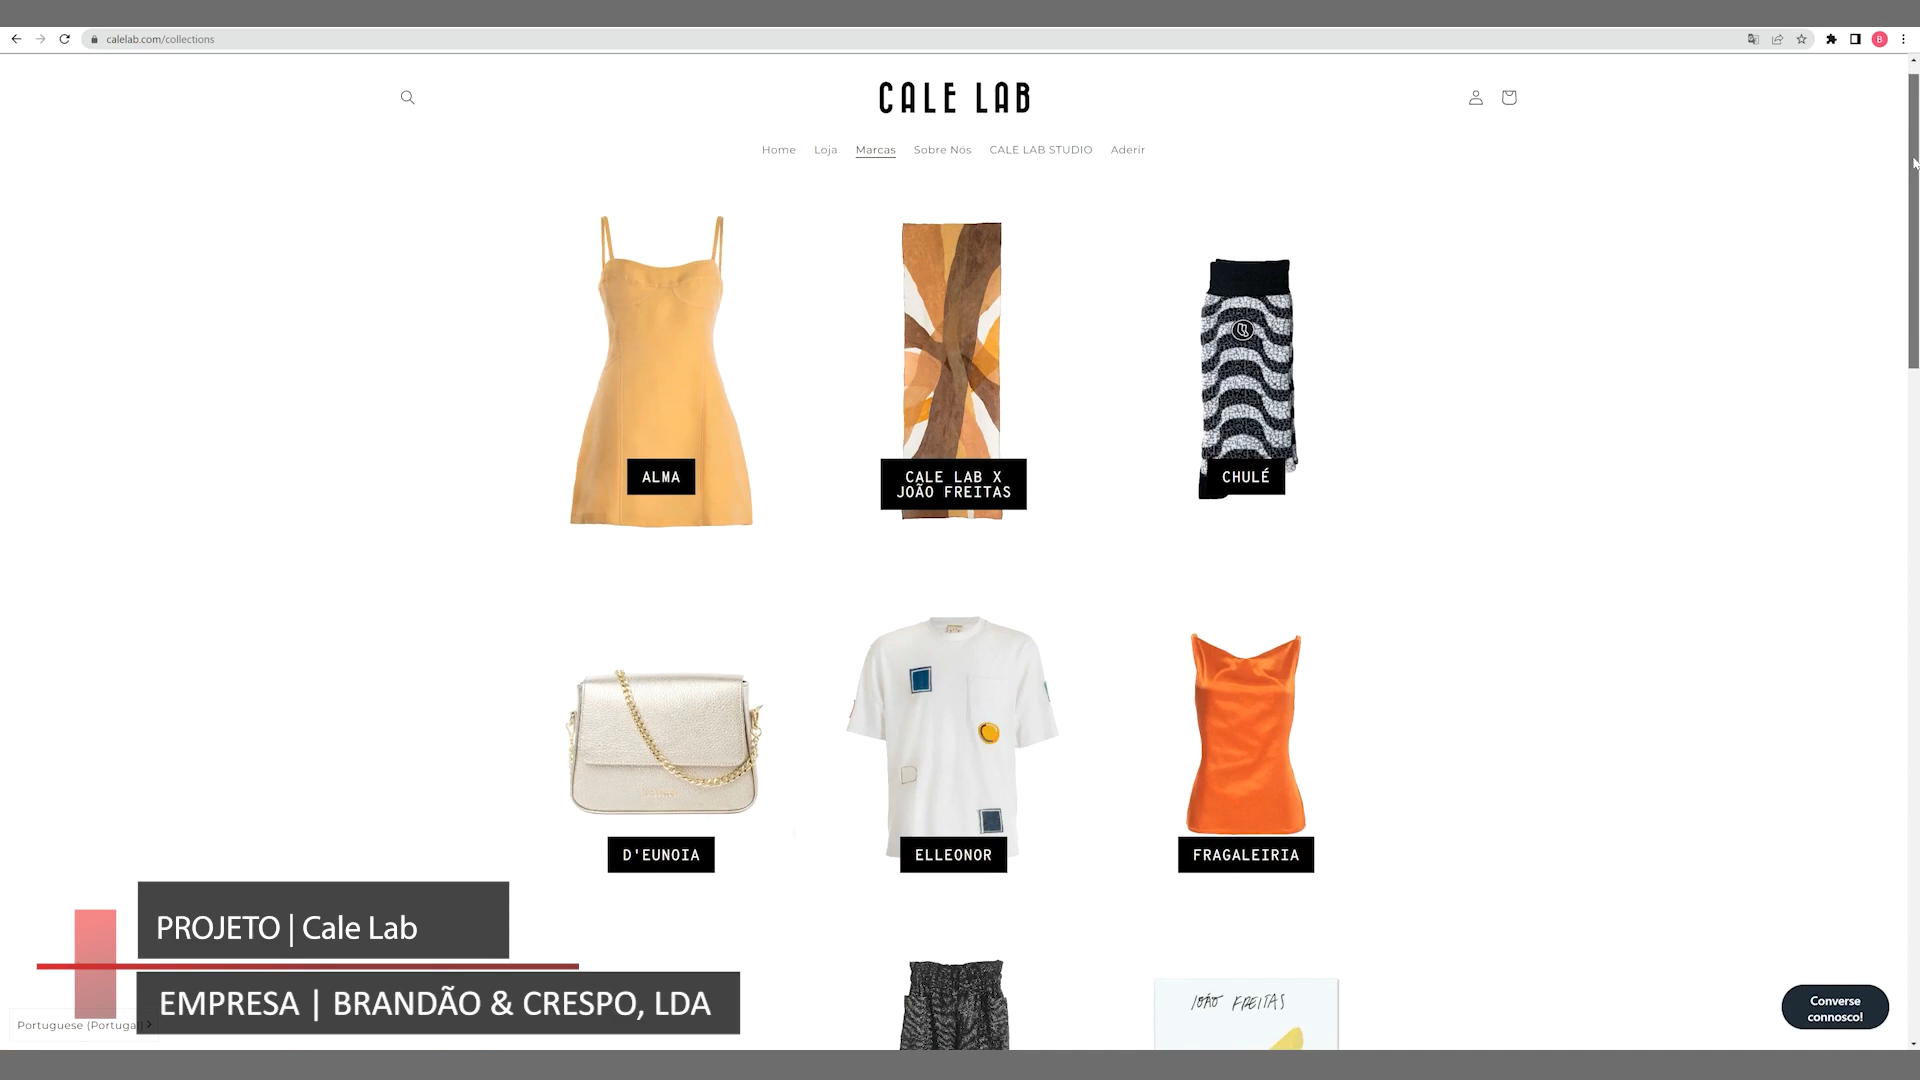 calelab.com/collections
B
CALE LAB
Home Loja Marcas Sobre Nós CALE LAB STUDIO Aderir
ALMA
CALE LAB X
JOÃO FREITAS
CHULÉ
D'EUNOIA
ELLEONOR
FRAGALEIRIA
JOÃO FREITAS
PROJETO | Cale Lab
EMPRESA | BRANDÃO & CRESPO, LDA
Portuguese (Portugal)
Converse
connosco!